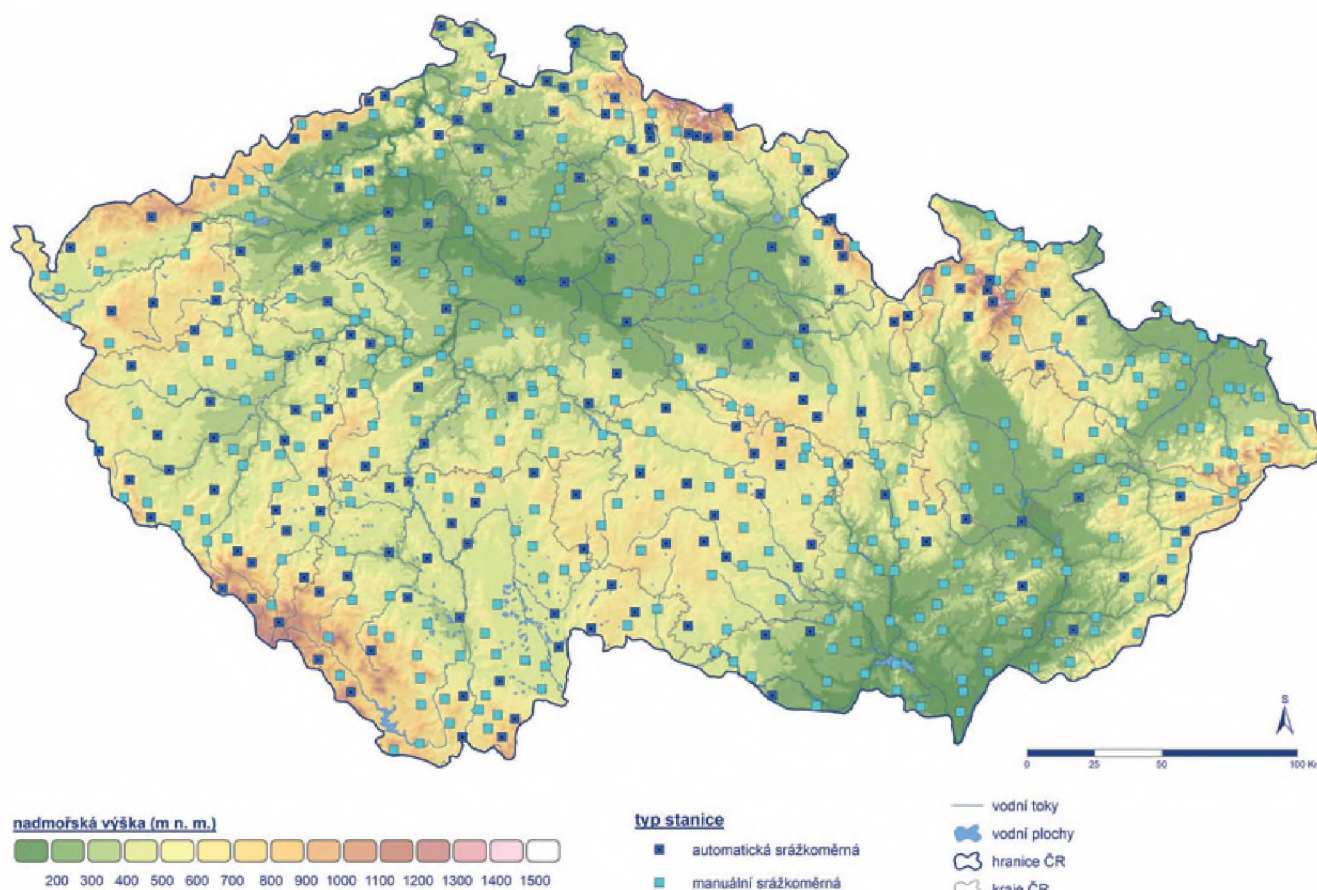 S
0 25 50 100 Km
nadmořská výška (m n. m.)
200 300 400 500 600 700 800 900 1000 1100 1200 1300 1400 1500
typ stanice
automatická srážkoměrná
manuální srážkoměrná
vodní toky
vodní plochy
hranice ČR
kraje ČR